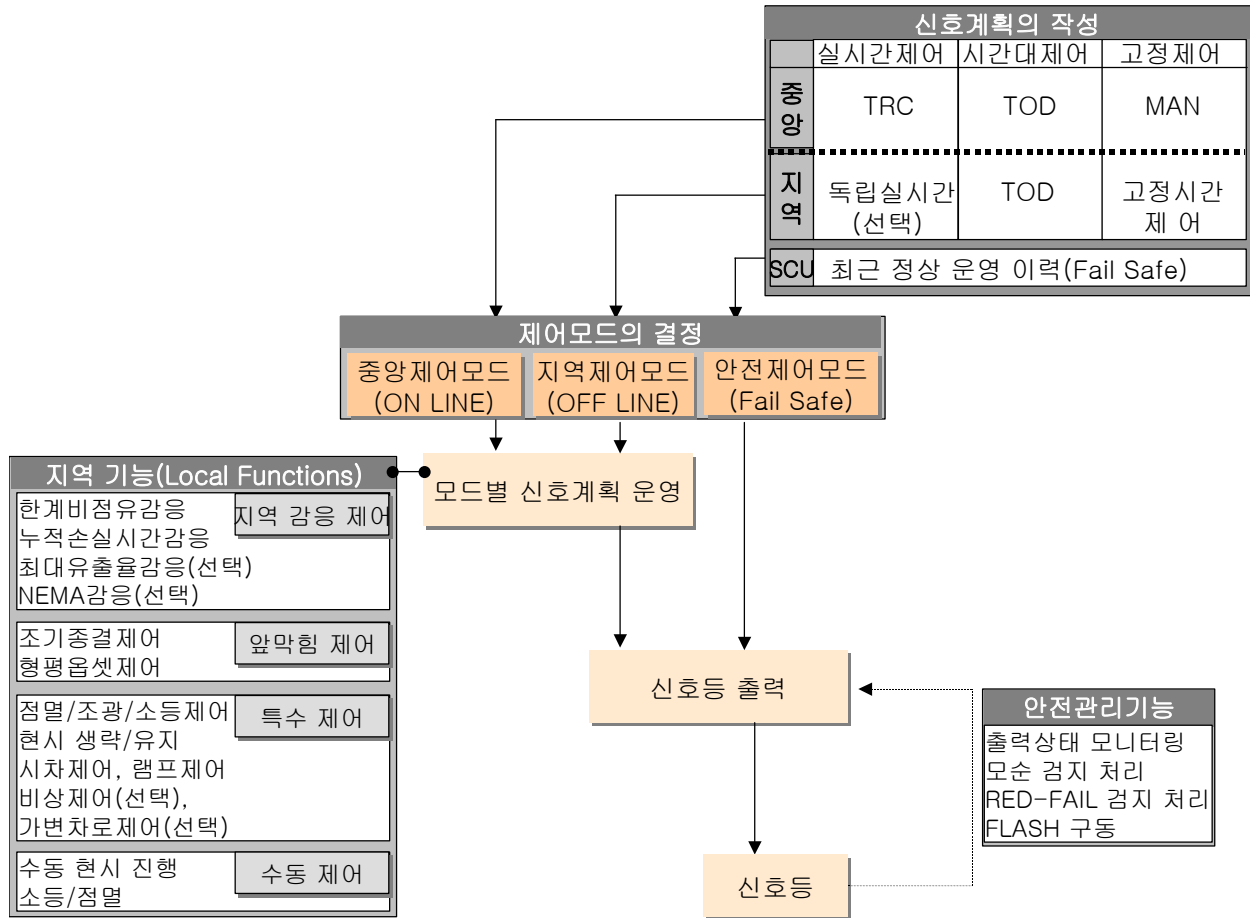 신호계획의 작성
실시간제어 시간대제어 고정제어
중앙
TRC TOD MAN
지역
독립실시간 TOD 고정시간
(선택) 제 어
SCU 최근 정상 운영 이력(Fail Safe)
제어모드의 결정
중앙제어모드 지역제어모드 안전제어모드
(ON LINE) (OFF LINE) (Fail Safe)
지역 기능(Local Functions)
한계비점유감응 지역 감응 제어
누적손실시간감응
최대유출율감응(선택)
NEMA감응(선택)
조기종결제어 앞막힘 제어
형평옵셋제어
점멸/조광/소등제어 특수 제어
현시 생략/유지
시차제어, 램프제어
비상제어(선택),
가변차로제어(선택)
수동 현시 진행 수동 제어
소등/점멸
모드별 신호계획 운영
신호등 출력
안전관리기능
출력상태 모니터링
모순 검지 처리
RED-FAIL 검지 처리
FLASH 구동
신호등